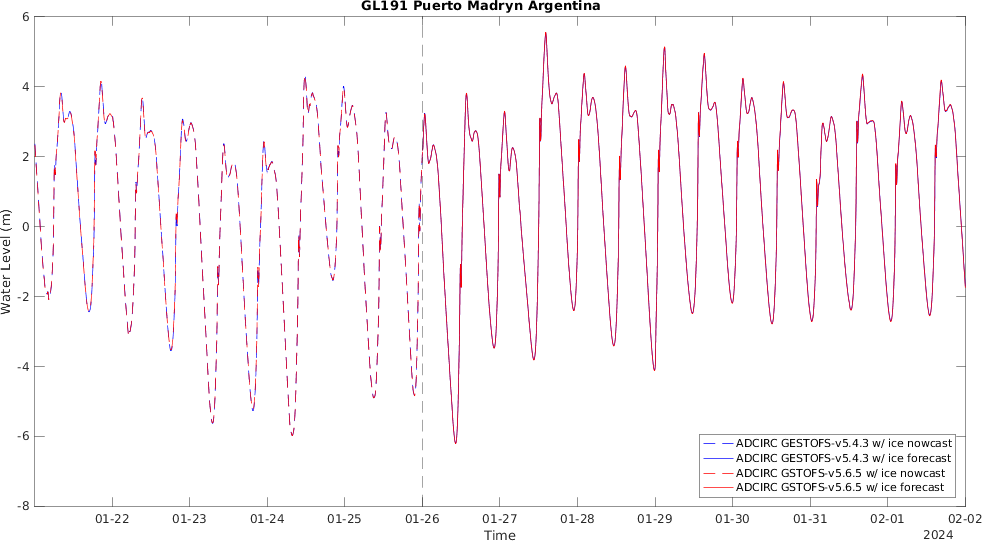 GL191 Puerto Madryn Argentina
6
4
2
0
-2
-4
-6
-8
Water Level (m)
ADCIRC GESTOFS-v5.4.3 w/ ice nowcast
ADCIRC GESTOFS-v5.4.3 w/ ice forecast
ADCIRC GSTOFS-v5.6.5 w/ ice nowcast
ADCIRC GSTOFS-v5.6.5 w/ ice forecast
01-22 01-23 01-24 01-25 01-26 01-27 01-28 01-29 01-30 01-31 02-01 02-02
Time
2024